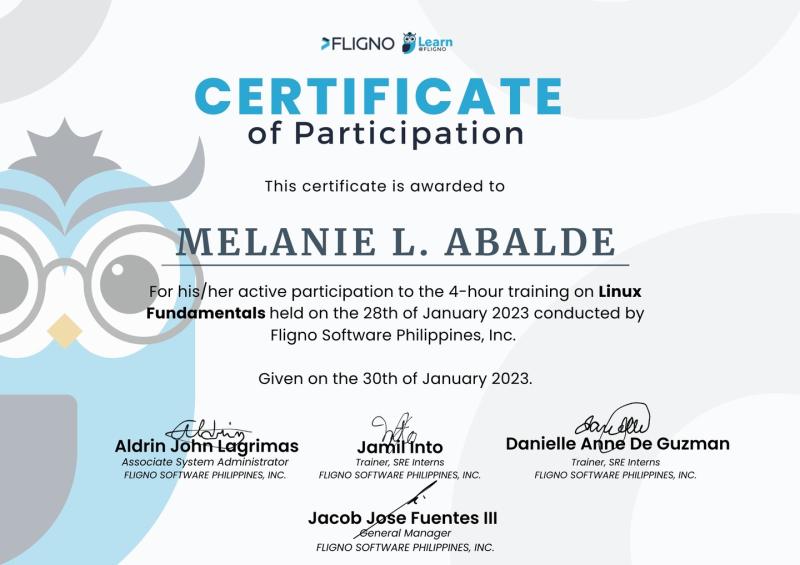 FLIGNO Learn @FLIGNO
CERTIFICATE
of Participation
This certificate is awarded to
MELANIE L. ABALDE
For his/her active participation to the 4-hour training on Linux
Fundamentals held on the 28th of January 2023 conducted by
Fligno Software Philippines, Inc.
Given on the 30th of January 2023.
Aldrin John Lagrimas
Associate System Administrator
FLIGNO SOFTWARE PHILIPPINES, INC.
Jamil Into
Trainer, SRE Interns
FLIGNO SOFTWARE PHILIPPINES, INC.
Danielle Anne De Guzman
Trainer, SRE Interns
FLIGNO SOFTWARE PHILIPPINES, INC.
Jacob Jose Fuentes III
General Manager
FLIGNO SOFTWARE PHILIPPINES, INC.